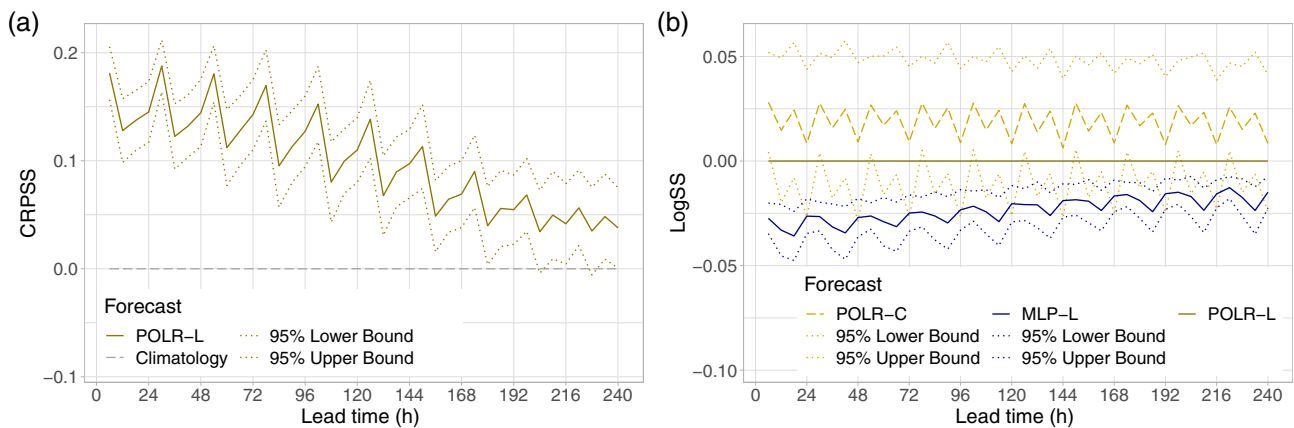 (a)
CRPSS
0.2
0.1
0.0
−0.1
Forecast
POLR−L
95% Lower Bound
Climatology
95% Upper Bound
0 24 48 72 96 120 144 168 192 216 240
Lead time (h)
(b)
LogSS
0.05
0.00
−0.05
−0.10
Forecast
POLR−C MLP−L POLR−L
95% Lower Bound 95% Lower Bound
95% Upper Bound 95% Upper Bound
0 24 48 72 96 120 144 168 192 216 240
Lead time (h)